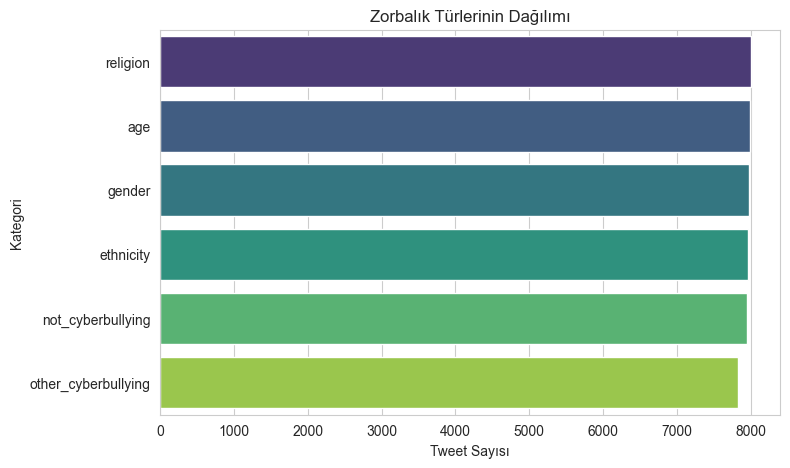 Zorbalık Türlerinin Dağılımı
religion
age
gender
ethnicity
not_cyberbullying
other_cyberbullying
Kategori
0 1000 2000 3000 4000 5000 6000 7000 8000
Tweet Sayısı